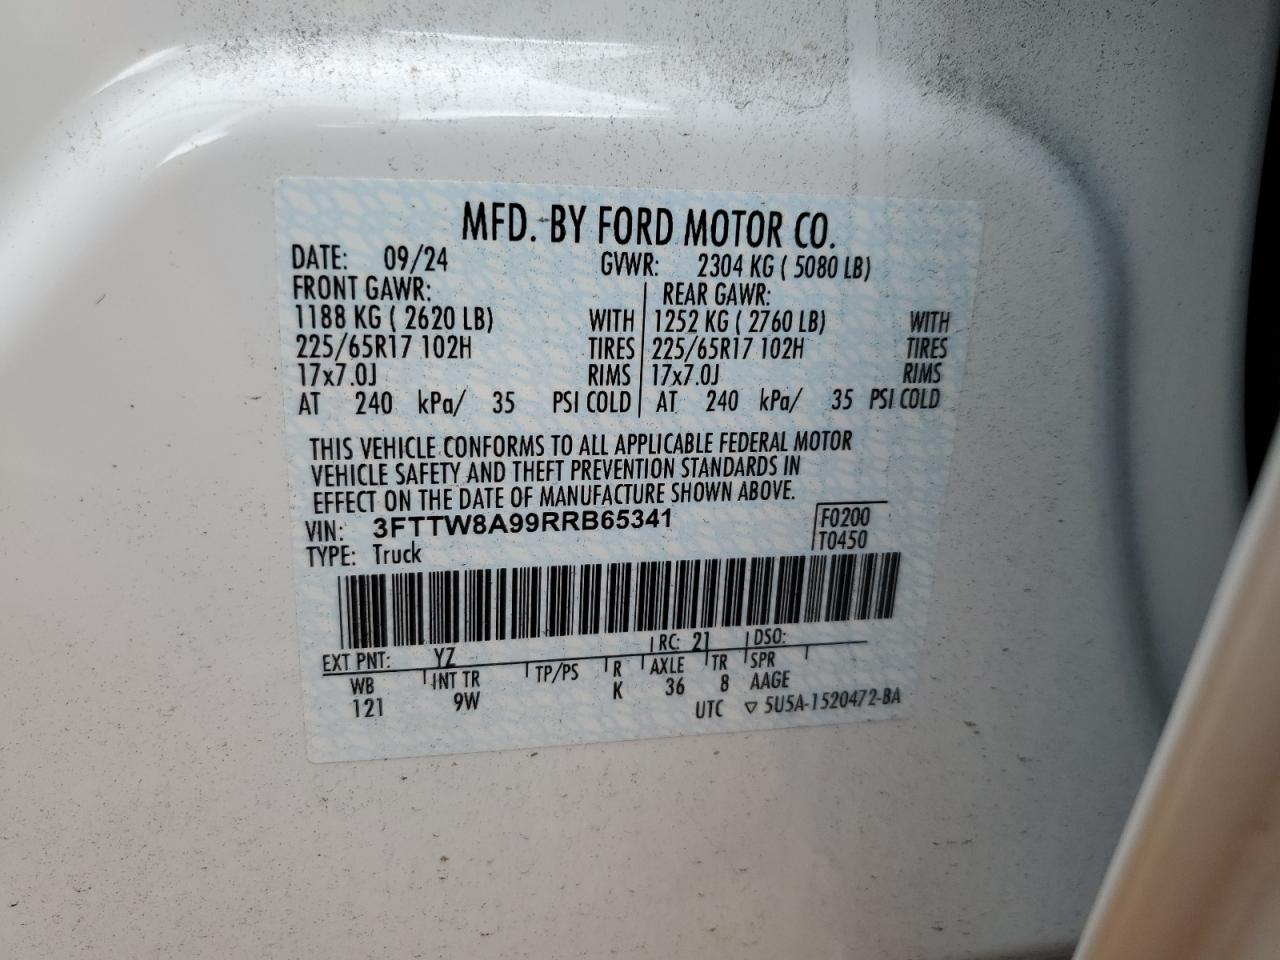 MFD. BY FORD MOTOR CO.
DATE: 09/24 GVWR: 2304 KG ( 5080 LB)
FRONT GAWR: REAR GAWR:
1188 KG ( 2620 LB) WITH 1252 KG ( 2760 LB) WITH
225/65R17 102H TIRES 225/65R17 102H TIRES
17x7.0J RIMS 17x7.0J RIMS
AT 240 kPa/ 35 PSI COLD AT 240 kPa/ 35 PSI COLD
THIS VEHICLE CONFORMS TO ALL APPLICABLE FEDERAL MOTOR
VEHICLE SAFETY AND THEFT PREVENTION STANDARDS IN
EFFECT ON THE DATE OF MANUFACTURE SHOWN ABOVE.
VIN: 3FTTW8A99RRB65341 F0200
TYPE: Truck T0450
EXT PNT: YZ RC: 21 DSO:
WB INT TR TP/PS R AXLE TR SPR
121 9W K 36 8 AAGE
UTC ▽ 5U5A-1520472-BA